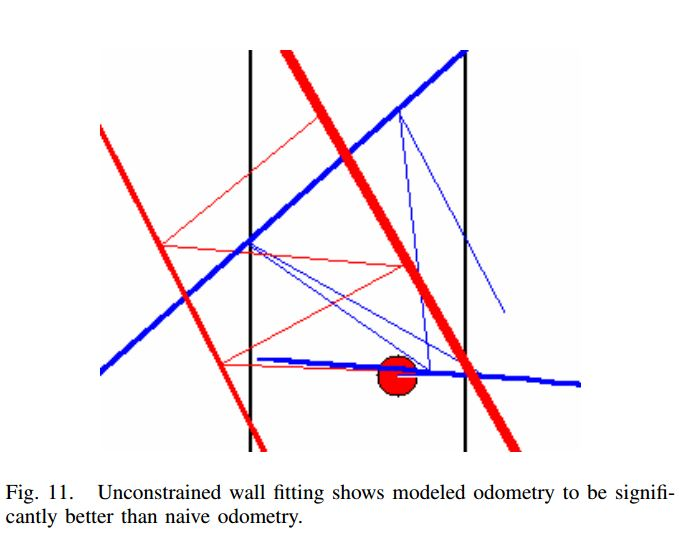 Fig. 11. Unconstrained wall fitting shows modeled odometry to be signifi-
cantly better than naive odometry.